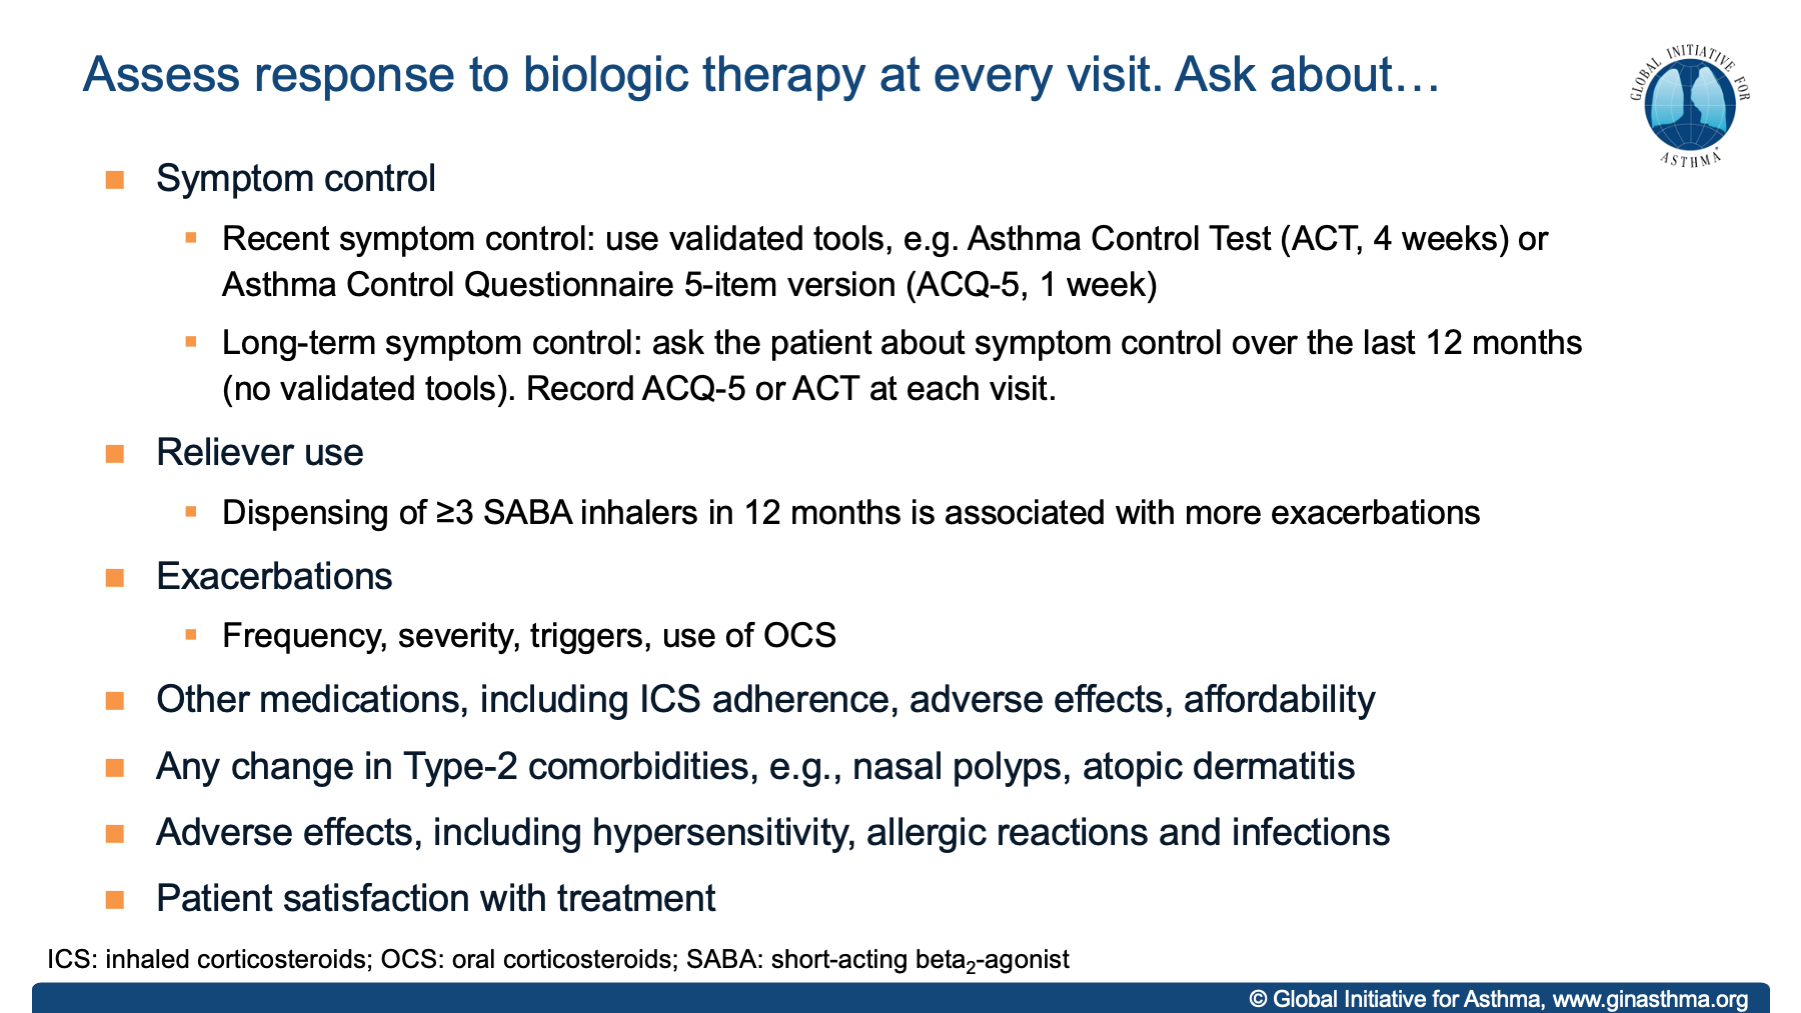 Assess response to biologic therapy at every visit. Ask about…
GLOBAL INITIATIVE FOR
ASTHMA
Symptom control
Recent symptom control: use validated tools, e.g. Asthma Control Test (ACT, 4 weeks) or
Asthma Control Questionnaire 5-item version (ACQ-5, 1 week)
Long-term symptom control: ask the patient about symptom control over the last 12 months
(no validated tools). Record ACQ-5 or ACT at each visit.
Reliever use
Dispensing of ≥3 SABA inhalers in 12 months is associated with more exacerbations
Exacerbations
Frequency, severity, triggers, use of OCS
Other medications, including ICS adherence, adverse effects, affordability
Any change in Type-2 comorbidities, e.g., nasal polyps, atopic dermatitis
Adverse effects, including hypersensitivity, allergic reactions and infections
Patient satisfaction with treatment
ICS: inhaled corticosteroids; OCS: oral corticosteroids; SABA: short-acting beta₂-agonist
© Global Initiative for Asthma, www.ginasthma.org